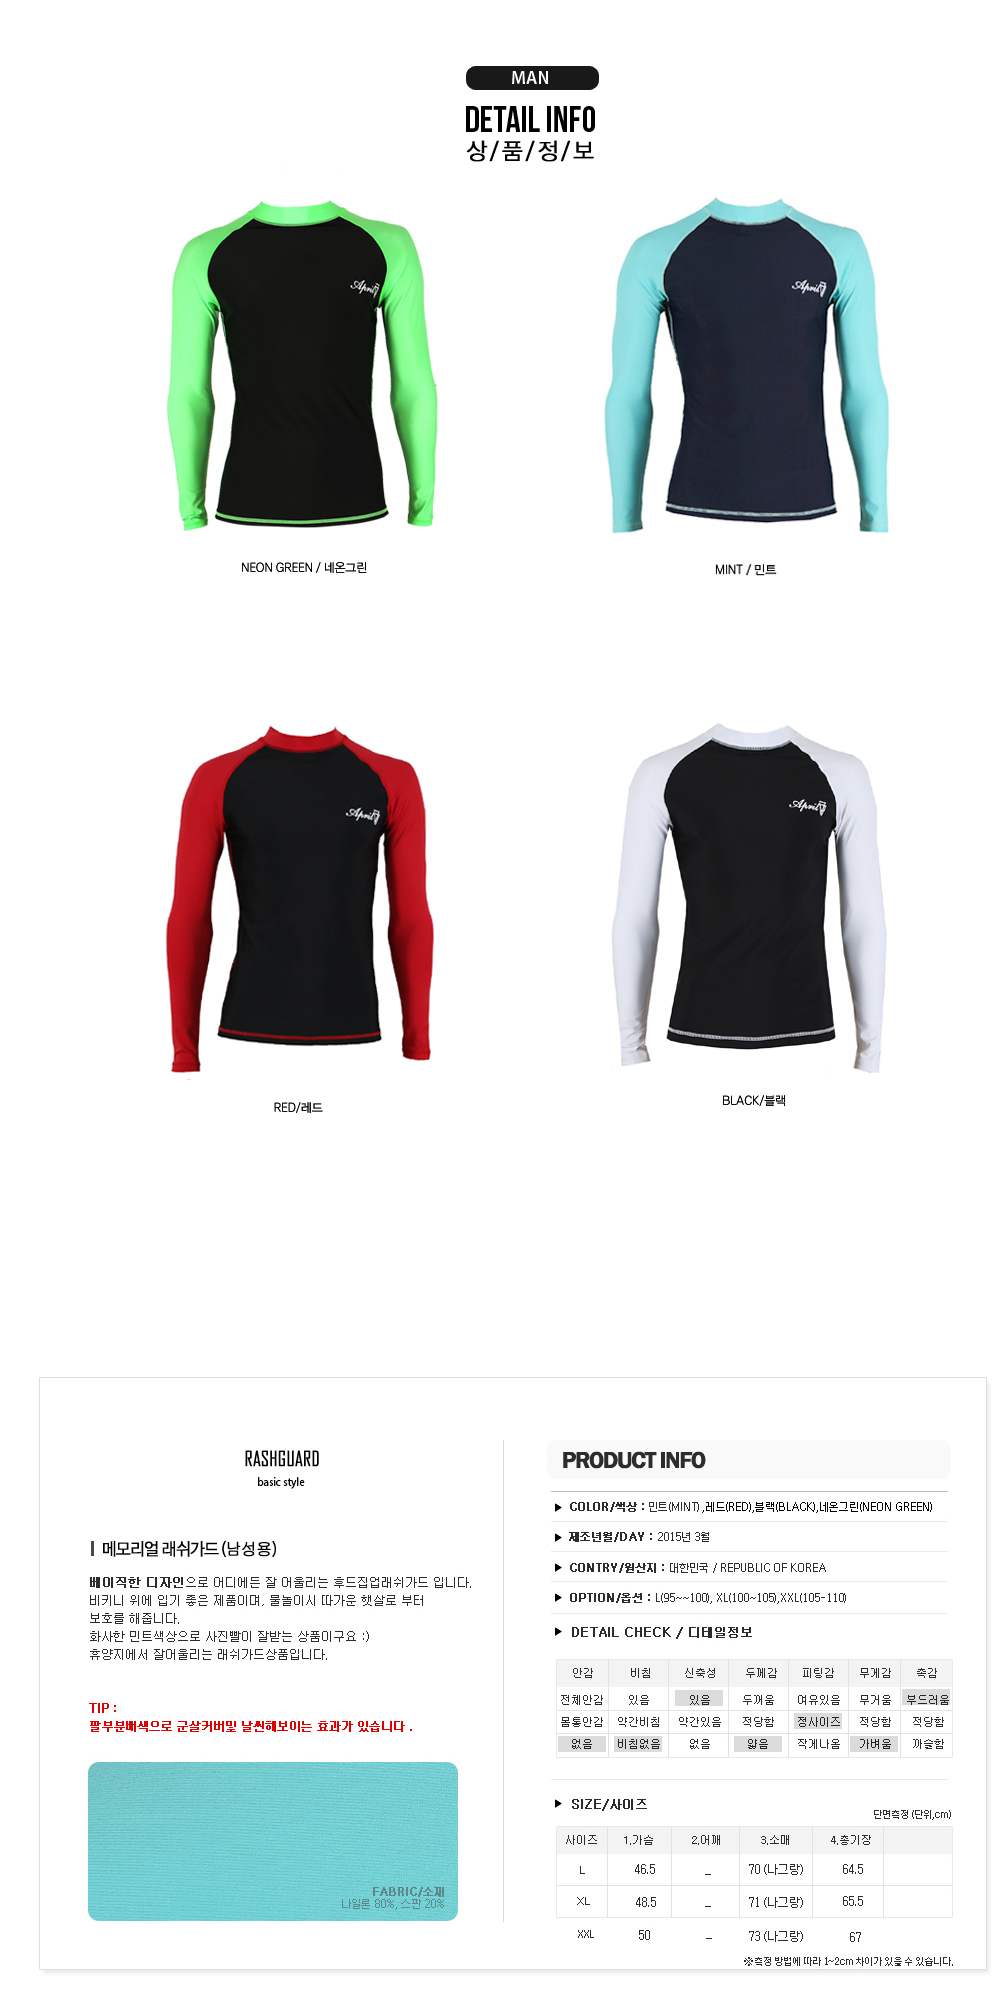 MAN
DETAIL INFO
상/품/정/보
April
April
NEON GREEN / 네온그린
MINT / 민트
April
April
RED/레드
BLACK/블랙
RASHGUARD
basic style
메모리얼 래쉬가드(남성용)
베이직한 디자인으로 어디에든 잘 어울리는 후드집업래쉬가드 입니다.
비키니 위에 입기 좋은 제품이며, 물놀이시 따가운 햇살로 부터
보호를 해줍니다.
화사한 민트색상으로 사진빨이 잘받는 상품이구요 :)
휴양지에서 잘어울리는 래쉬가드상품입니다.
TIP :
팔부분배색으로 군살커버및 날씬해보이는 효과가 있습니다 .
FABRIC/소재
나일론 80%, 스판 20%
PRODUCT INFO
▶ COLOR/색상 : 민트(MINT) ,레드(RED),블랙(BLACK),네온그린(NEON GREEN)
▶ 제조년월/DAY : 2015년 3월
▶ CONTRY/원산지 : 대한민국 / REPUBLIC OF KOREA
▶ OPTION/옵션 : L(95~~100), XL(100~105),XXL(105-110)
▶ DETAIL CHECK / 디테일정보
안감 비침 신축성 두께감 피팅감 무게감 촉감
전체안감 있음 있음 두꺼움 여유있음 무거움 부드러움
몸통안감 약간비침 약간있음 적당함 정사이즈 적당함 적당함
없음 비침없음 없음 얇음 작게나옴 가벼움 까슬함
▶ SIZE/사이즈
단면측정 (단위,cm)
사이즈 1.가슴 2.어깨 3.소매 4.총기장
L 46.5 _ 70 (나그랑) 64.5
XL 48.5 _ 71 (나그랑) 65.5
XXL 50 _ 73 (나그랑) 67
※측정 방법에 따라 1~2cm 차이가 있을 수 있습니다.